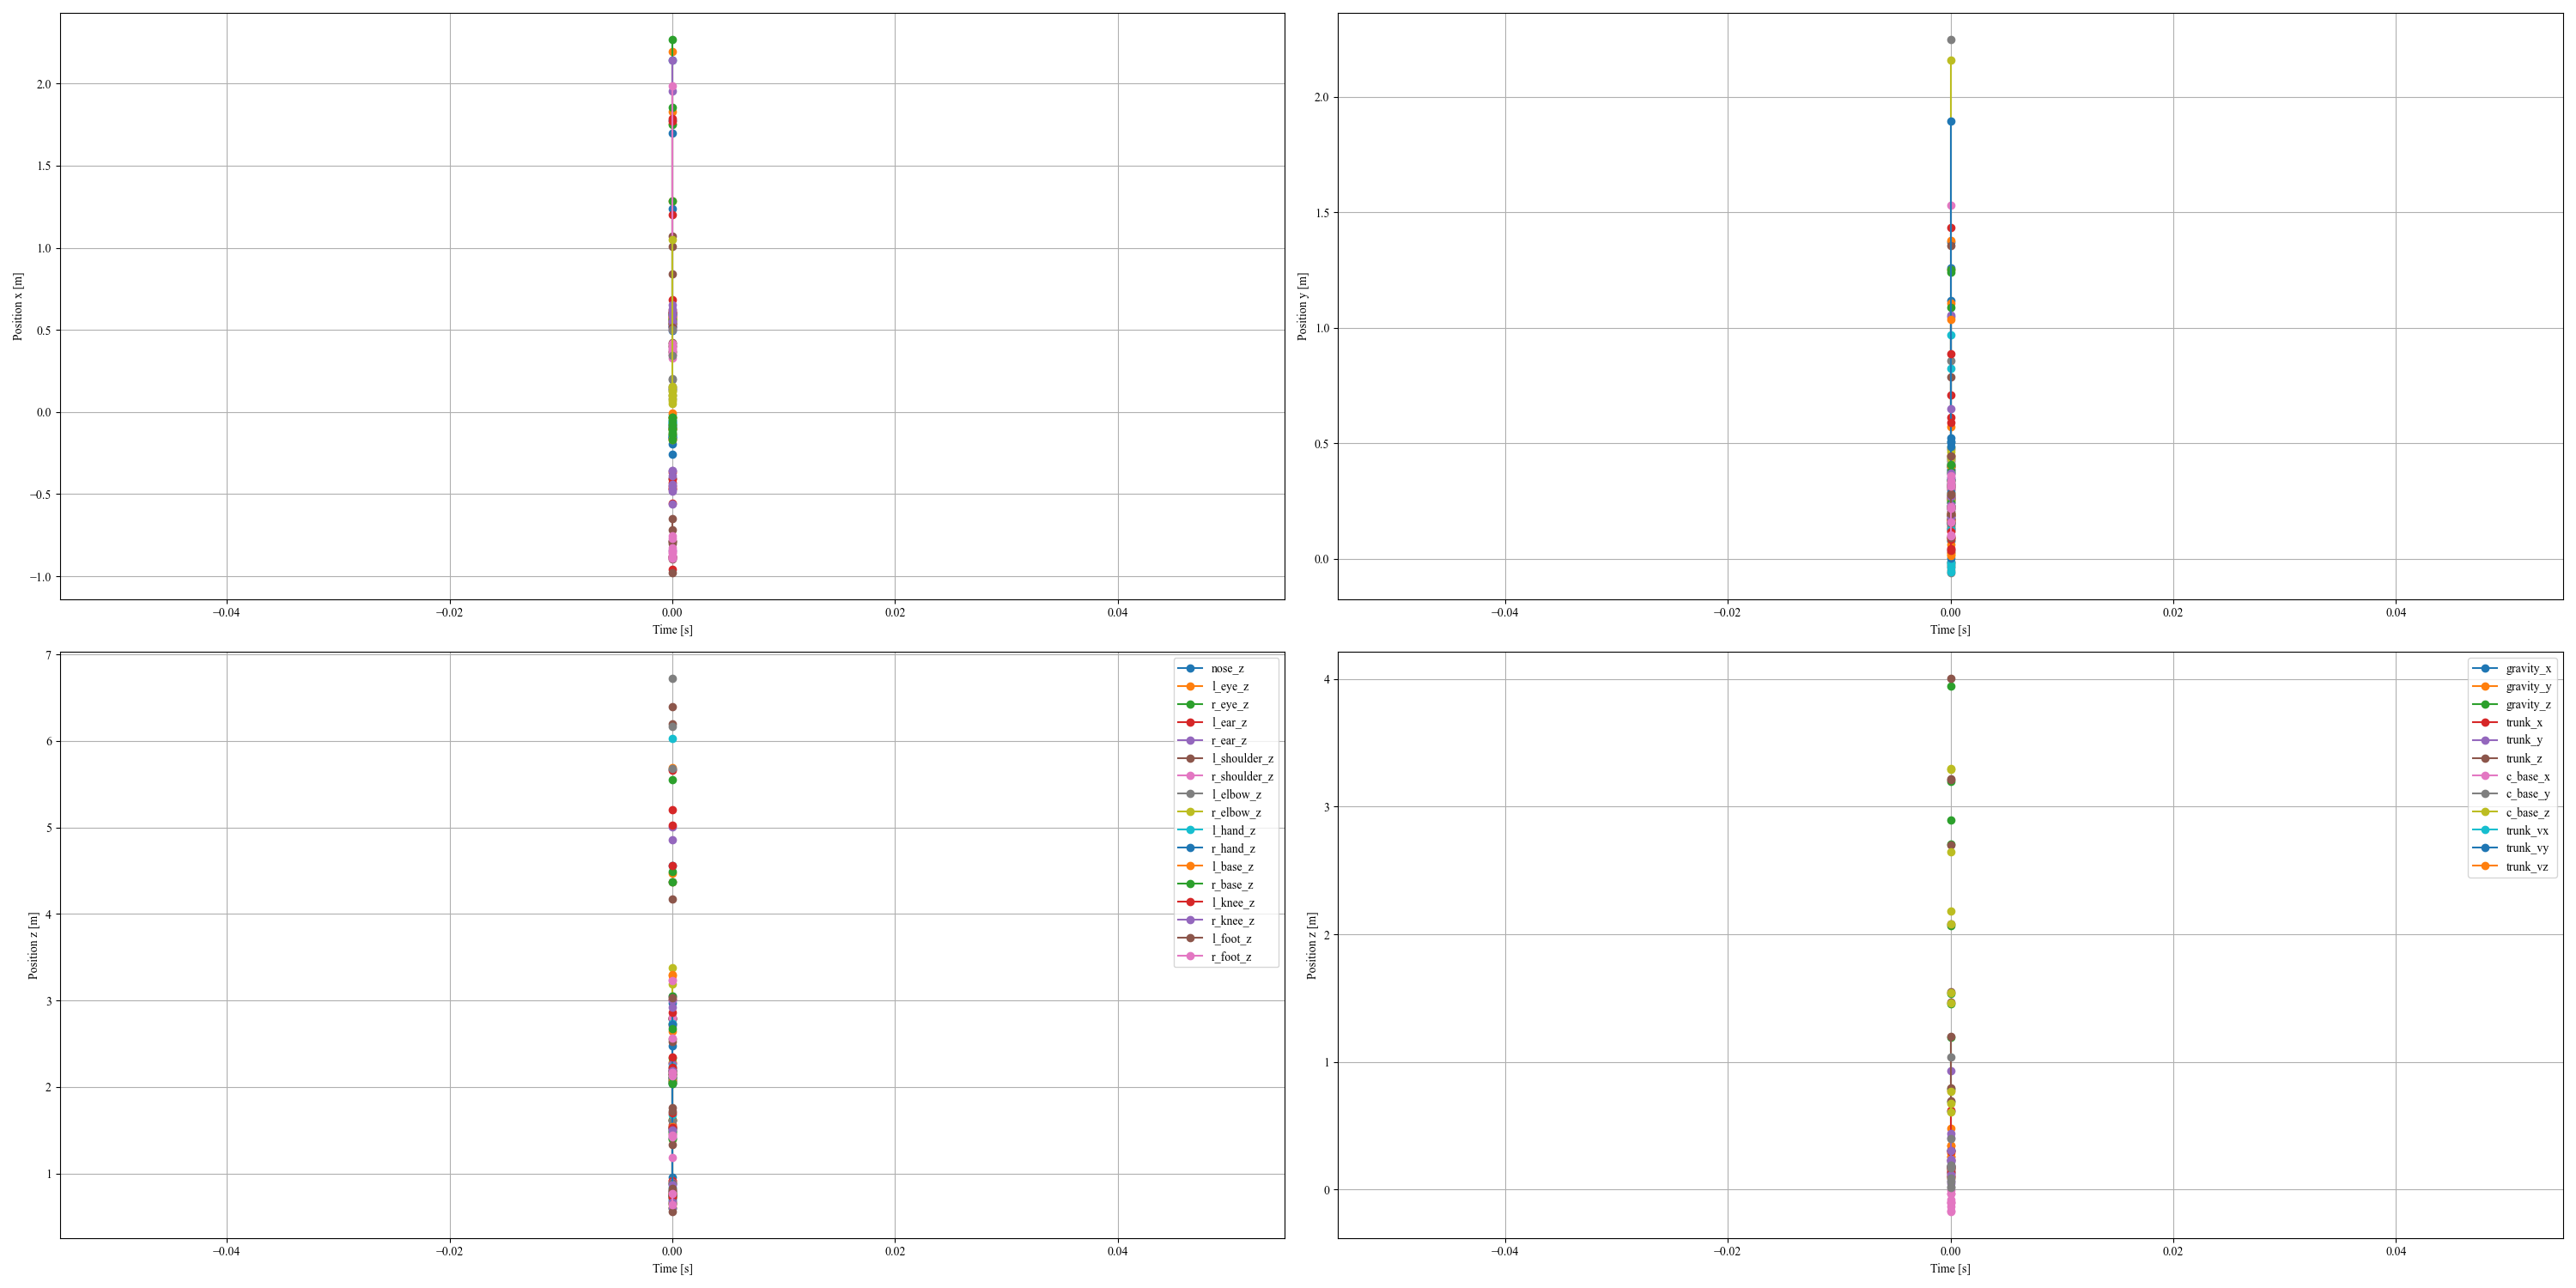 2.0
1.5
1.0
0.5
0.0
−0.5
−1.0
Position x [m]
−0.04
−0.02
0.00
0.02
0.04
Time [s]
2.0
1.5
1.0
0.5
0.0
Position y [m]
−0.04
−0.02
0.00
0.02
0.04
Time [s]
7
6
5
4
3
2
1
Position z [m]
nose_z
l_eye_z
r_eye_z
l_ear_z
r_ear_z
l_shoulder_z
r_shoulder_z
l_elbow_z
r_elbow_z
l_hand_z
r_hand_z
l_base_z
r_base_z
l_knee_z
r_knee_z
l_foot_z
r_foot_z
−0.04
−0.02
0.00
0.02
0.04
Time [s]
4
3
2
1
0
Position z [m]
gravity_x
gravity_y
gravity_z
trunk_x
trunk_y
trunk_z
c_base_x
c_base_y
c_base_z
trunk_vx
trunk_vy
trunk_vz
−0.04
−0.02
0.00
0.02
0.04
Time [s]